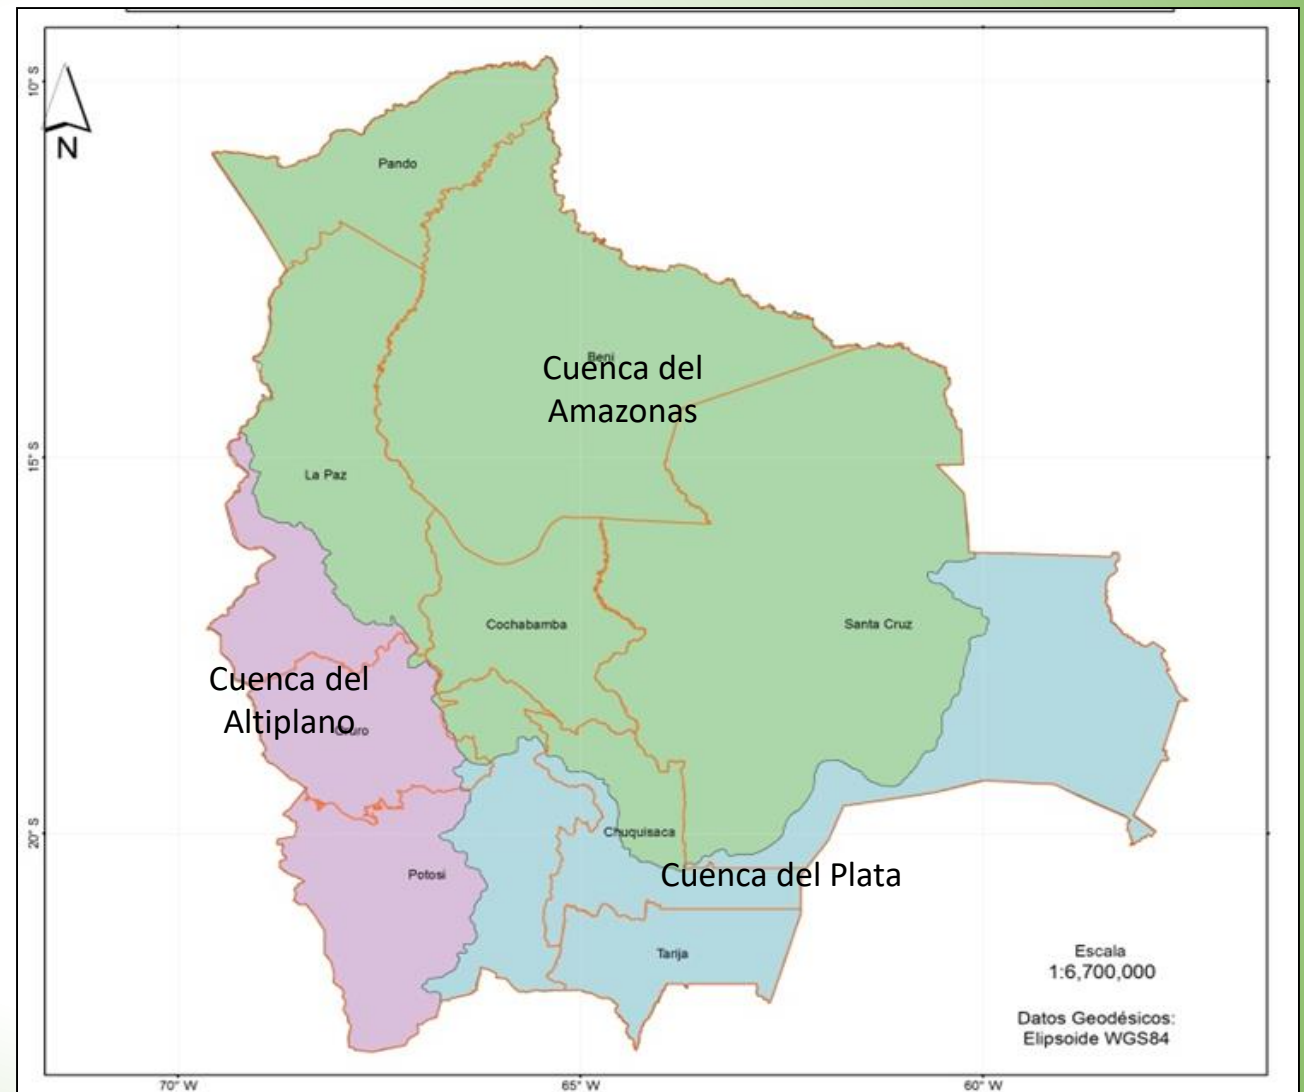 10° S
N
Pando
Beni
Cuenca del
Amazonas
15° S
La Paz
Cochabamba
Santa Cruz
Cuenca del
Altiplano
Oruro
20° S
Chuquisaca
Potosi
Cuenca del Plata
Tarija
Escala
1:6,700,000
Datos Geodésicos:
Elipsoide WGS84
70° W
65° W
60° W